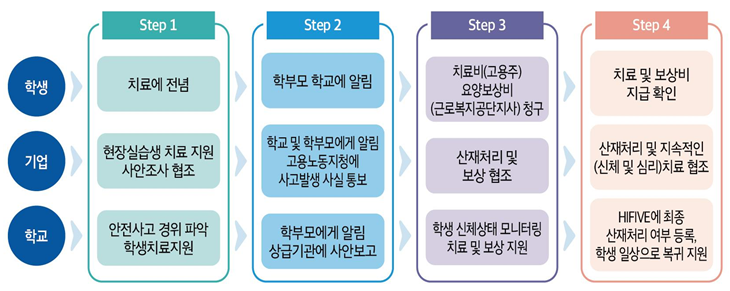 Step 1
Step 2
Step 3
Step 4
학생
치료에 전념
학부모 학교에 알림
치료비(고용주)
요양보상비
(근로복지공단지사) 청구
치료 및 보상비
지급 확인
기업
현장실습생 치료 지원
사안조사 협조
학교 및 학부모에게 알림
고용노동지청에
사고발생 사실 통보
산재처리 및
보상 협조
산재처리 및 지속적인
(신체 및 심리)치료 협조
학교
안전사고 경위 파악
학생치료지원
학부모에게 알림
상급기관에 사안보고
학생 신체상태 모니터링
치료 및 보상 지원
HIFIVE에 최종
산재처리 여부 등록,
학생 일상으로 복귀 지원